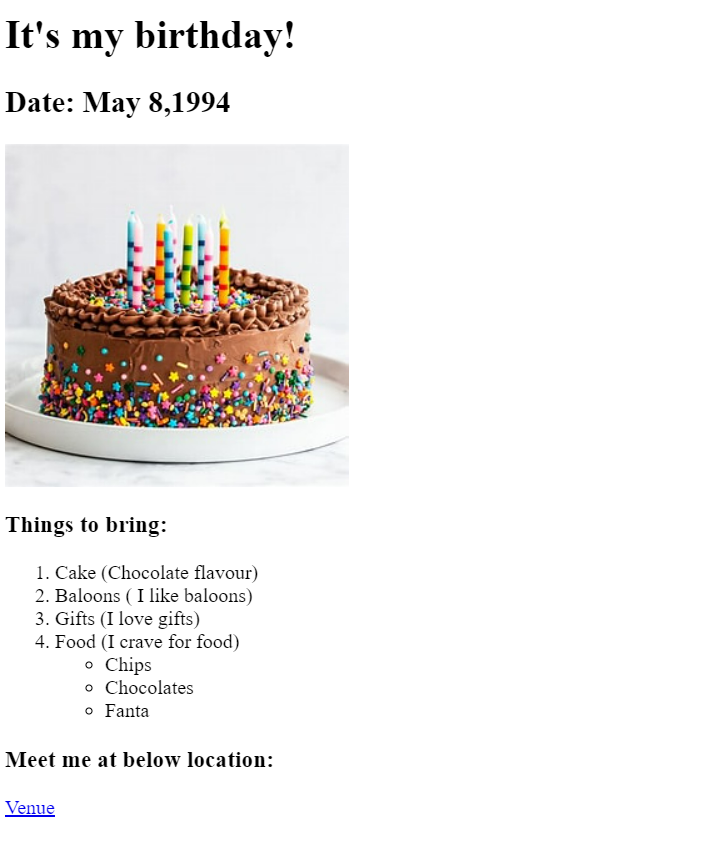 It's my birthday!
Date: May 8,1994
Things to bring:
1. Cake (Chocolate flavour)
2. Baloons ( I like baloons)
3. Gifts (I love gifts)
4. Food (I crave for food)
Chips
Chocolates
Fanta
Meet me at below location:
Venue